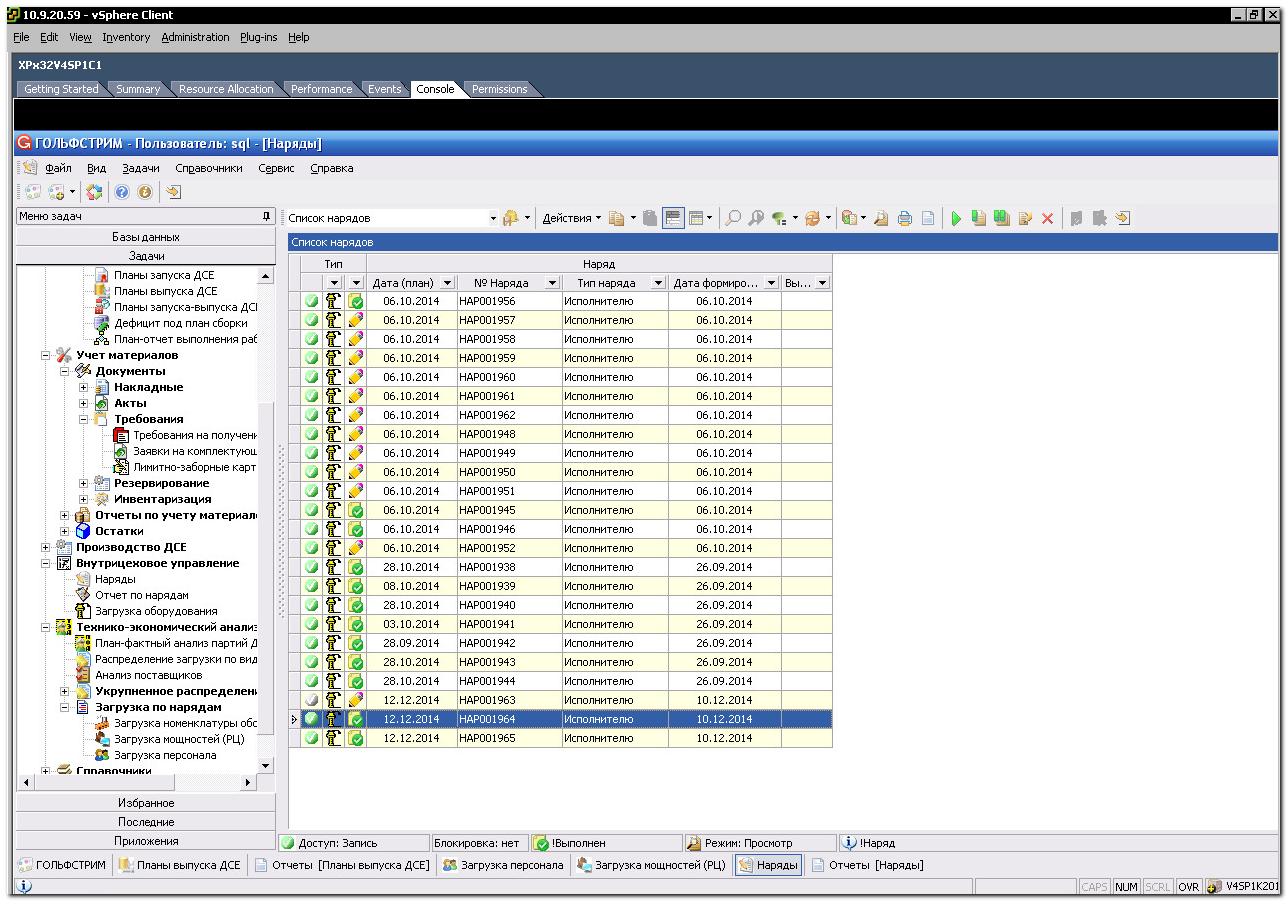 10.9.20.59 - vSphere Client
File Edit View Inventory Administration Plug-ins Help
XPx32V4SP1C1
Getting Started Summary Resource Allocation Performance Events Console Permissions
ГОЛЬФСТРИМ - Пользователь: sql - [Наряды]
Файл Вид Задачи Справочники Сервис Справка
Меню задач
Базы данных
Задачи
Планы запуска ДСЕ
Планы выпуска ДСЕ
Планы запуска-выпуска ДСЕ
Дефицит под план сборки
План-отчет выполнения раб
Учет материалов
Документы
Накладные
Акты
Требования
Требования на получени
Заявки на комплектующ
Лимитно-заборные карт
Резервирование
Инвентаризация
Отчеты по учету материал
Остатки
Производство ДСЕ
Внутрицеховое управление
Наряды
Отчет по нарядам
Загрузка оборудования
Технико-экономический анализ
План-фактный анализ партий Д
Распределение загрузки по вид
Анализ поставщиков
Укрупненное распределен
Загрузка по нарядам
Загрузка номенклатуры обо
Загрузка мощностей (РЦ)
Загрузка персонала
Справочники
Избранное
Последние
Приложения
Список нарядов Действия
Список нарядов
Тип Наряд
Дата (план) № Наряда Тип наряда Дата формиро... Вы...
06.10.2014 НАР001956 Исполнителю 06.10.2014
06.10.2014 НАР001957 Исполнителю 06.10.2014
06.10.2014 НАР001958 Исполнителю 06.10.2014
06.10.2014 НАР001959 Исполнителю 06.10.2014
06.10.2014 НАР001960 Исполнителю 06.10.2014
06.10.2014 НАР001961 Исполнителю 06.10.2014
06.10.2014 НАР001962 Исполнителю 06.10.2014
06.10.2014 НАР001948 Исполнителю 06.10.2014
06.10.2014 НАР001949 Исполнителю 06.10.2014
06.10.2014 НАР001950 Исполнителю 06.10.2014
06.10.2014 НАР001951 Исполнителю 06.10.2014
06.10.2014 НАР001945 Исполнителю 06.10.2014
06.10.2014 НАР001946 Исполнителю 06.10.2014
06.10.2014 НАР001952 Исполнителю 06.10.2014
28.10.2014 НАР001938 Исполнителю 26.09.2014
08.10.2014 НАР001939 Исполнителю 26.09.2014
28.10.2014 НАР001940 Исполнителю 26.09.2014
03.10.2014 НАР001941 Исполнителю 26.09.2014
28.09.2014 НАР001942 Исполнителю 26.09.2014
28.10.2014 НАР001943 Исполнителю 26.09.2014
28.10.2014 НАР001944 Исполнителю 26.09.2014
12.12.2014 НАР001963 Исполнителю 10.12.2014
12.12.2014 НАР001964 Исполнителю 10.12.2014
12.12.2014 НАР001965 Исполнителю 10.12.2014
Доступ: Запись Блокировка: нет !Выполнен Режим: Просмотр !Наряд
ГОЛЬФСТРИМ Планы выпуска ДСЕ Отчеты [Планы выпуска ДСЕ] Загрузка персонала Загрузка мощностей (РЦ) Наряды Отчеты [Наряды]
CAPS NUM SCRL OVR V4SP1K201